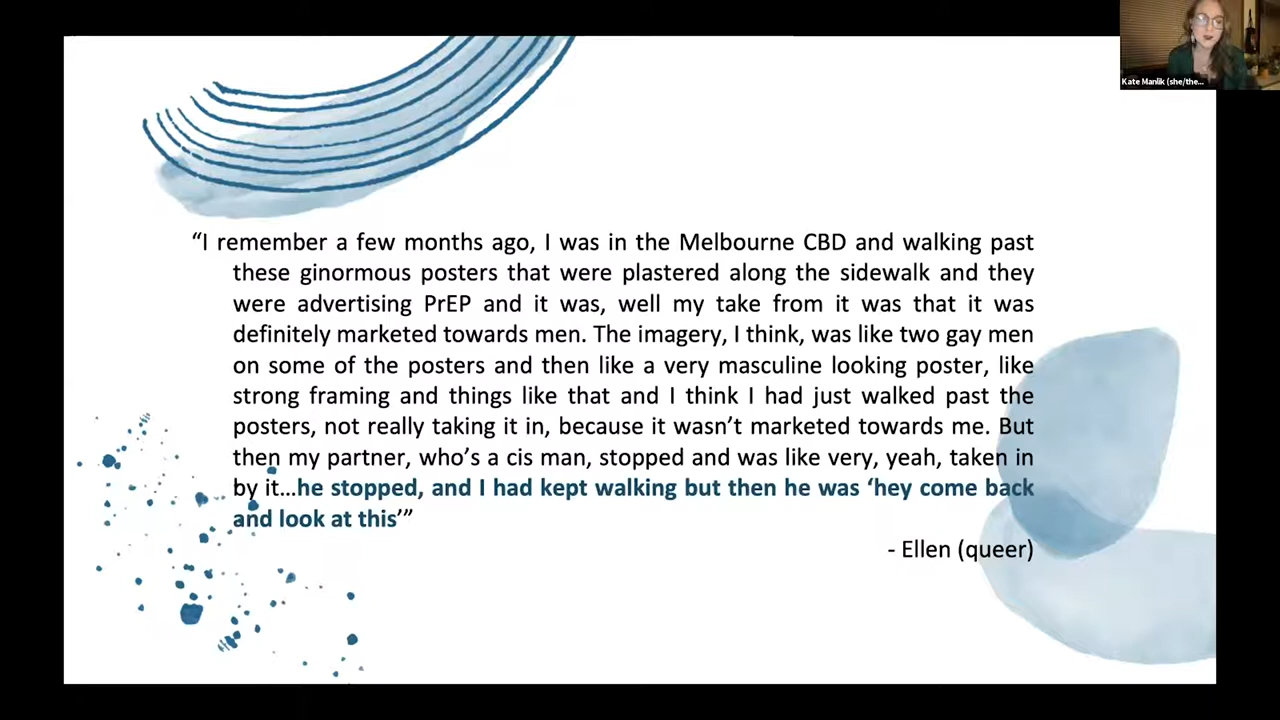 Kate Manlik (she/the...
“I remember a few months ago, I was in the Melbourne CBD and walking past
these ginormous posters that were plastered along the sidewalk and they
were advertising PrEP and it was, well my take from it was that it was
definitely marketed towards men. The imagery, I think, was like two gay men
on some of the posters and then like a very masculine looking poster, like
strong framing and things like that and I think I had just walked past the
posters, not really taking it in, because it wasn’t marketed towards me. But
then my partner, who’s a cis man, stopped and was like very, yeah, taken in
by it…he stopped, and I had kept walking but then he was ‘hey come back
and look at this’”
- Ellen (queer)